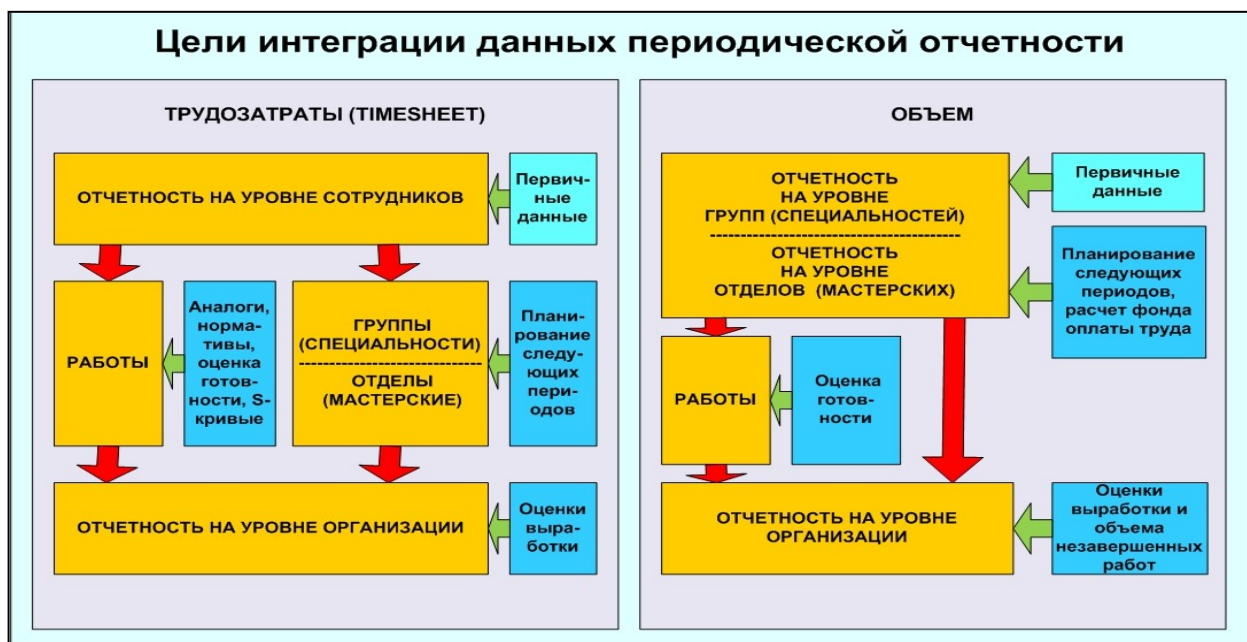 Цели интеграции данных периодической отчетности
ТРУДОЗАТРАТЫ (TIMESHEET)
ОТЧЕТНОСТЬ НА УРОВНЕ СОТРУДНИКОВ
Первич-
ные
данные
РАБОТЫ
Аналоги,
норма-
тивы,
оценка
готов-
ности, S-
кривые
ГРУППЫ
(СПЕЦИАЛЬНОСТИ)
-------------------------------
ОТДЕЛЫ
(МАСТЕРСКИЕ)
Плани-
рование
следу-
ющих
пери-
одов
ОТЧЕТНОСТЬ НА УРОВНЕ ОРГАНИЗАЦИИ
Оценки
выра-
ботки
ОБЪЕМ
ОТЧЕТНОСТЬ
НА УРОВНЕ
ГРУПП (СПЕЦИАЛЬНОСТЕЙ)
------------------------------------------
ОТЧЕТНОСТЬ
НА УРОВНЕ
ОТДЕЛОВ (МАСТЕРСКИХ)
Первичные
данные
Планирование
следующих
периодов,
расчет фонда
оплаты труда
РАБОТЫ
Оценка
готов-
ности
ОТЧЕТНОСТЬ НА УРОВНЕ
ОРГАНИЗАЦИИ
Оценки
выработки и
объема
незавершенных
работ